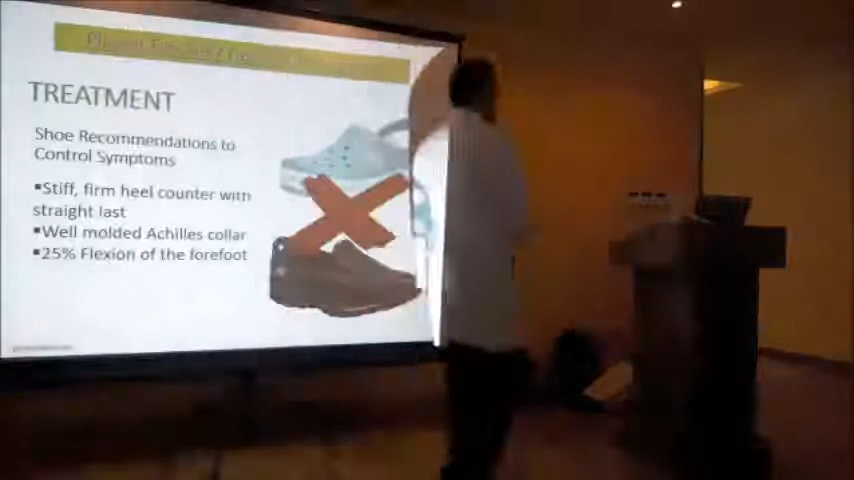 TREATMENT
Shoe Recommendations to
Control Symptoms
▪Stiff, firm heel counter with
straight last
▪Well molded Achilles collar
▪25% Flexion of the forefoot